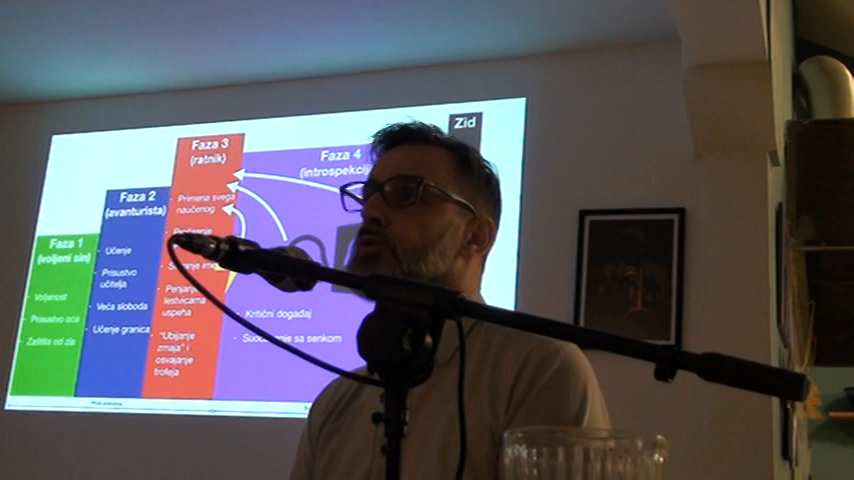 Faza 1
(voljeni sin)
Voljenost
Prisustvo oca
Zaštita od zla
Faza 2
(avanturista)
Učenje
Prisustvo
učitelja
Veća sloboda
Učenje granica
Faza 3
(ratnik)
Primena svega
naučenog
Penjanje
lestvicama
uspeha
"Ubijanje
zmaja" i
osvajanje
trofeja
Faza 4
Kritični događaj
sa senkom
Zid